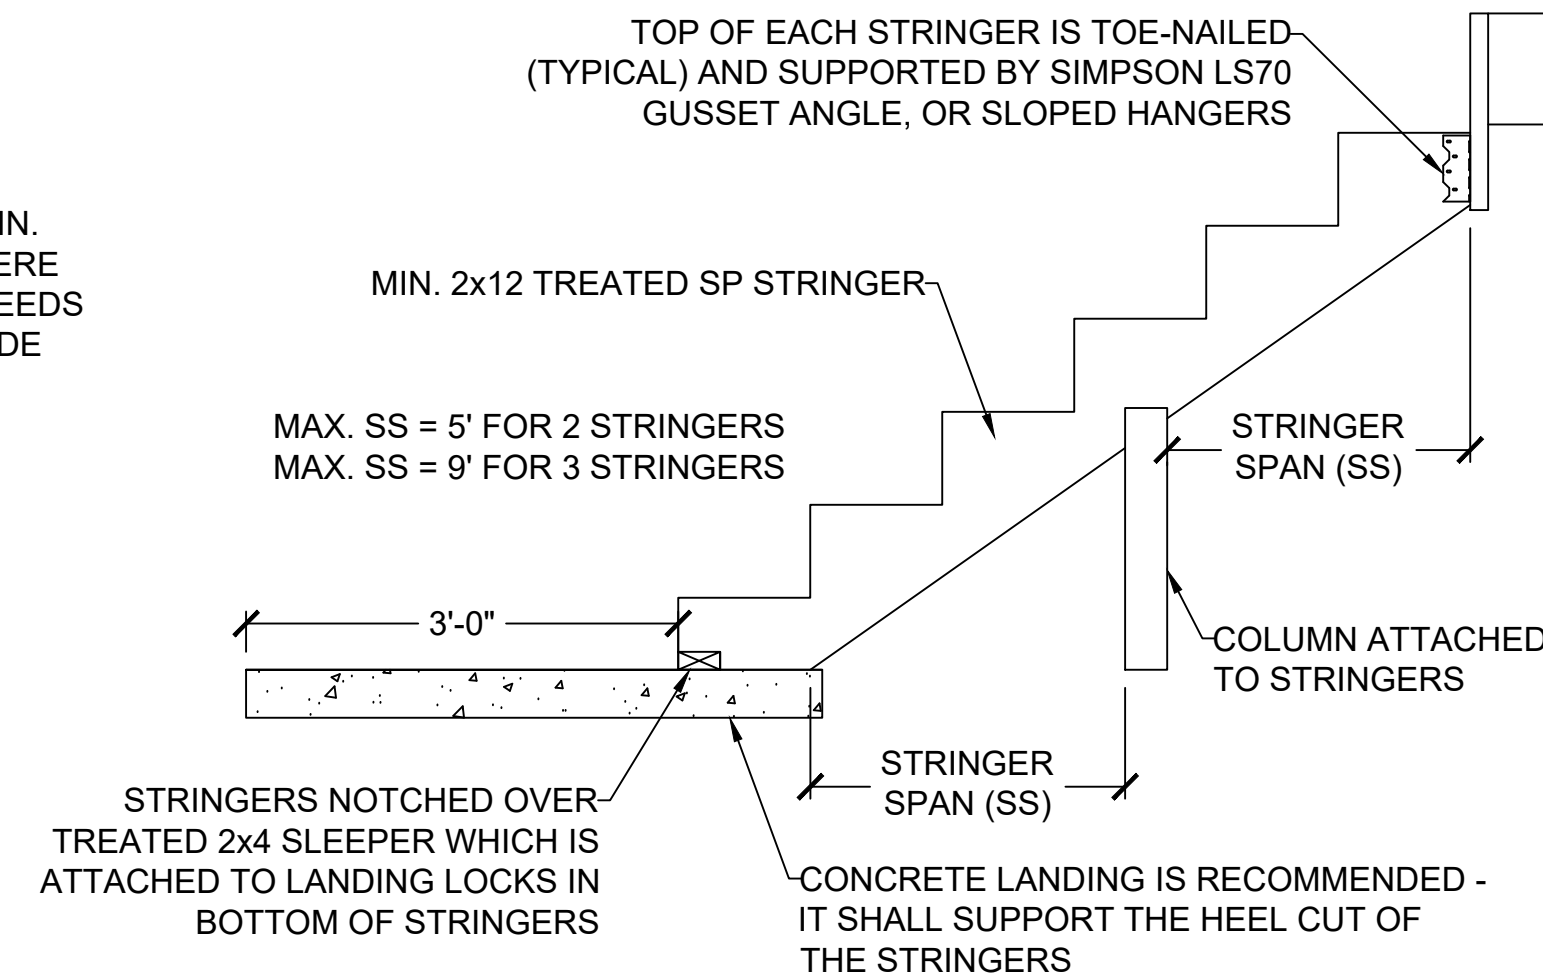 TOP OF EACH STRINGER IS TOE-NAILED
(TYPICAL) AND SUPPORTED BY SIMPSON LS70
GUSSET ANGLE, OR SLOPED HANGERS
IN.
ERE
EEDS
DE
MIN. 2x12 TREATED SP STRINGER
MAX. SS = 5' FOR 2 STRINGERS
MAX. SS = 9' FOR 3 STRINGERS
STRINGER
SPAN (SS)
3'-0"
COLUMN ATTACHED
TO STRINGERS
STRINGER
SPAN (SS)
STRINGERS NOTCHED OVER
TREATED 2x4 SLEEPER WHICH IS
ATTACHED TO LANDING LOCKS IN
BOTTOM OF STRINGERS
CONCRETE LANDING IS RECOMMENDED -
IT SHALL SUPPORT THE HEEL CUT OF
THE STRINGERS